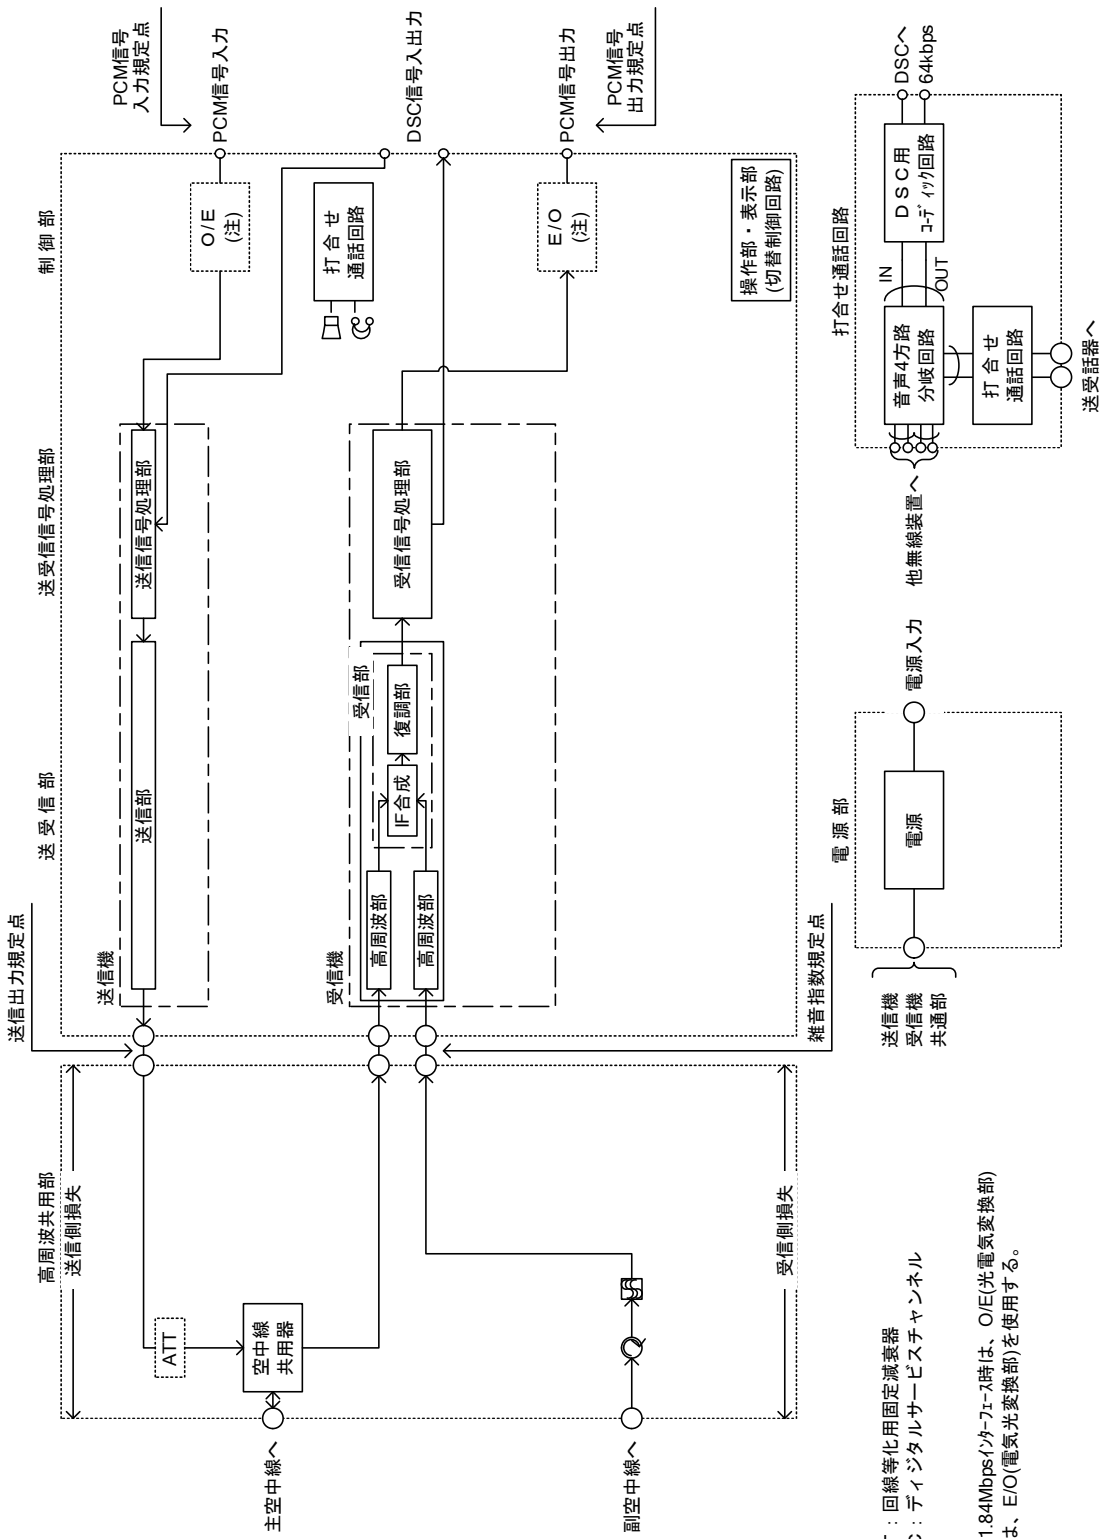 制御部
送受信信号処理部
送受信部
高周波共用部
PCM信号
入力規定点
PCM信号入力
DSC信号入出力
PCM信号出力
PCM信号
出力規定点
O/E
(注)
打合せ
通話回路
E/O
(注)
操作部・表示部
(切替制御回路)
送信信号処理部
受信信号処理部
送信部
送信機
受信部
復調部
IF合成
高周波部
高周波部
受信機
送信出力規定点
雑音指数規定点
送信側損失
受信側損失
ATT
空中線
共用器
主空中線へ
副空中線へ
打合せ通話回路
DSCへ
64kbps
DSC用
ｺｰﾃﾞｨｯｸ回路
IN
OUT
音声4方路
分岐回路
打合せ
通話回路
送受話器へ
他無線装置へ
電源部
電源入力
電源
送信機
受信機
共通部
：回線等化用固定減衰器
：ディジタルサービスチャンネル
1.84Mbpsｲﾝﾀｰﾌｪｰｽ時は、O/E(光電気変換部)
は、E/O(電気光変換部)を使用する。